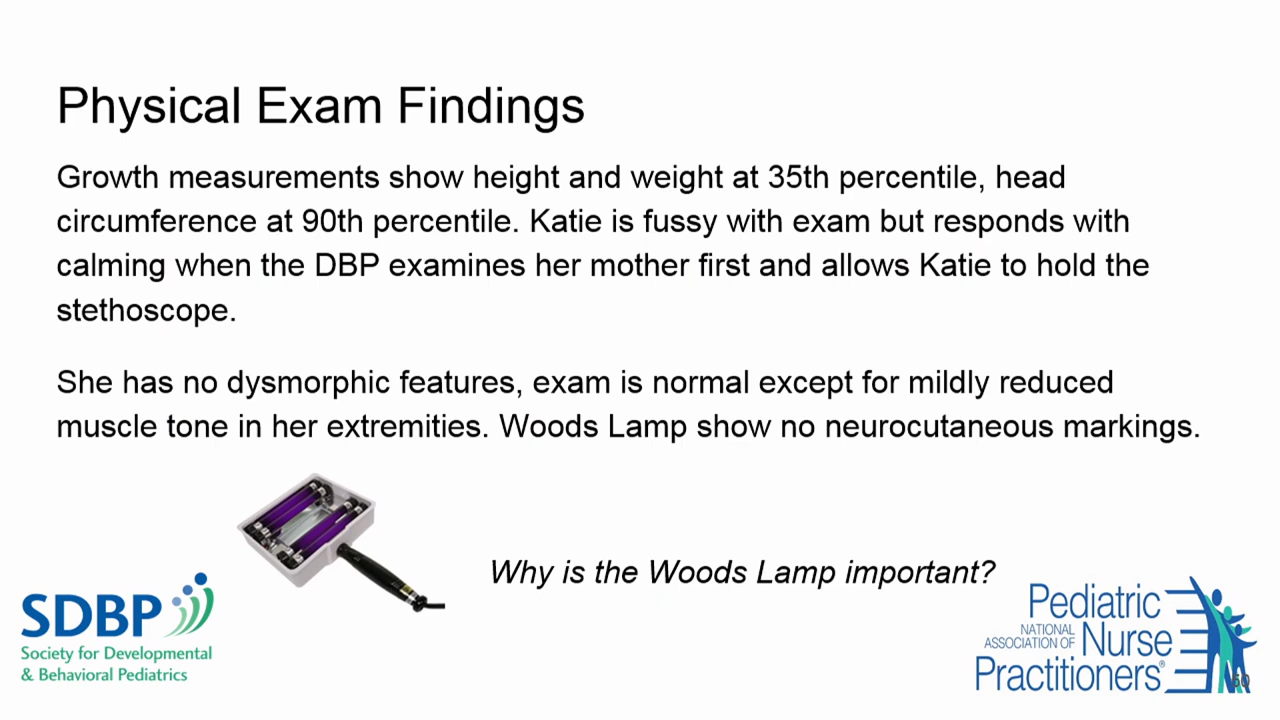 Physical Exam Findings
Growth measurements show height and weight at 35th percentile, head
circumference at 90th percentile. Katie is fussy with exam but responds with
calming when the DBP examines her mother first and allows Katie to hold the
stethoscope.
She has no dysmorphic features, exam is normal except for mildly reduced
muscle tone in her extremities. Woods Lamp show no neurocutaneous markings.
Why is the Woods Lamp important?
SDBP
Society for Developmental
& Behavioral Pediatrics
Pediatric
NATIONAL
ASSOCIATION OF
Nurse
Practitioners®
50